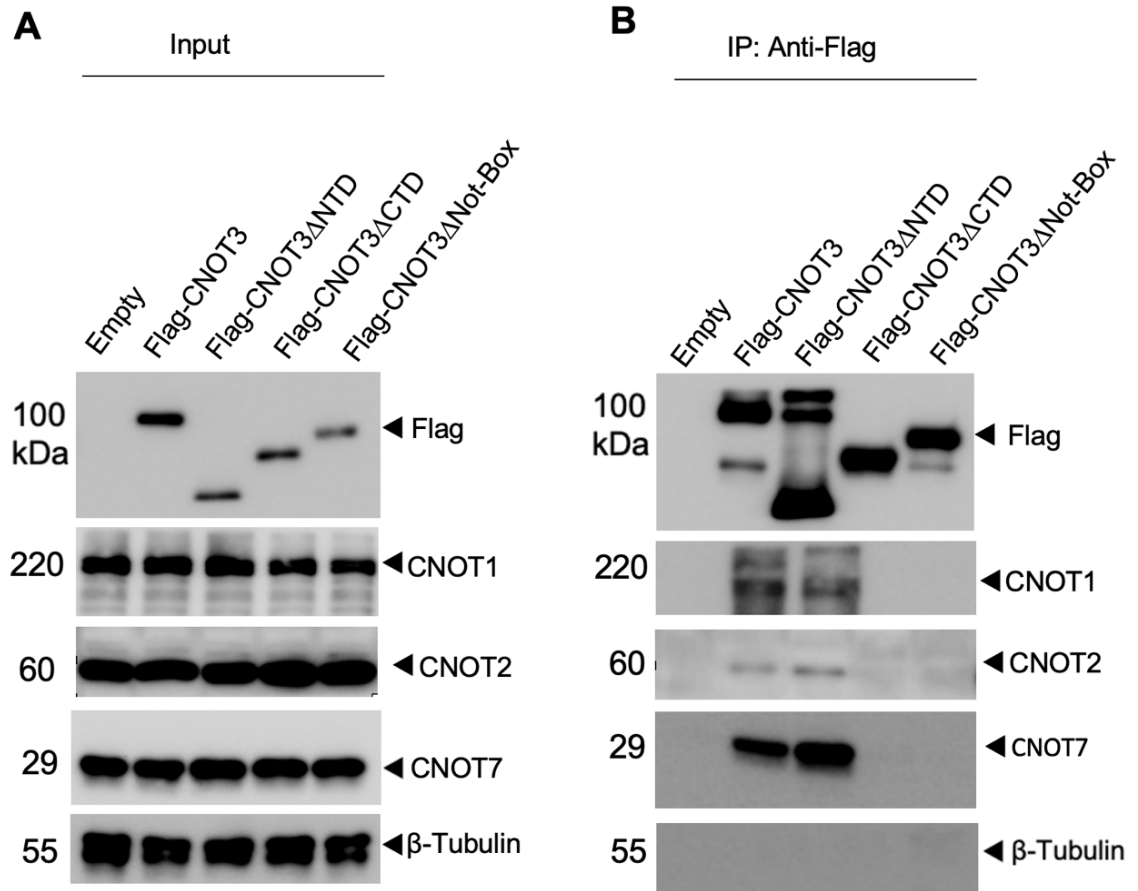 A
Input
Empty
Flag-CNOT3
Flag-CNOT3ΔNTD
Flag-CNOT3ΔCTD
Flag-CNOT3ΔNot-Box
100
kDa
Flag
220
CNOT1
60
CNOT2
29
CNOT7
55
β-Tubulin
B
IP: Anti-Flag
Empty
Flag-CNOT3
Flag-CNOT3ΔNTD
Flag-CNOT3ΔCTD
Flag-CNOT3ΔNot-Box
100
kDa
Flag
220
CNOT1
60
CNOT2
29
CNOT7
55
β-Tubulin